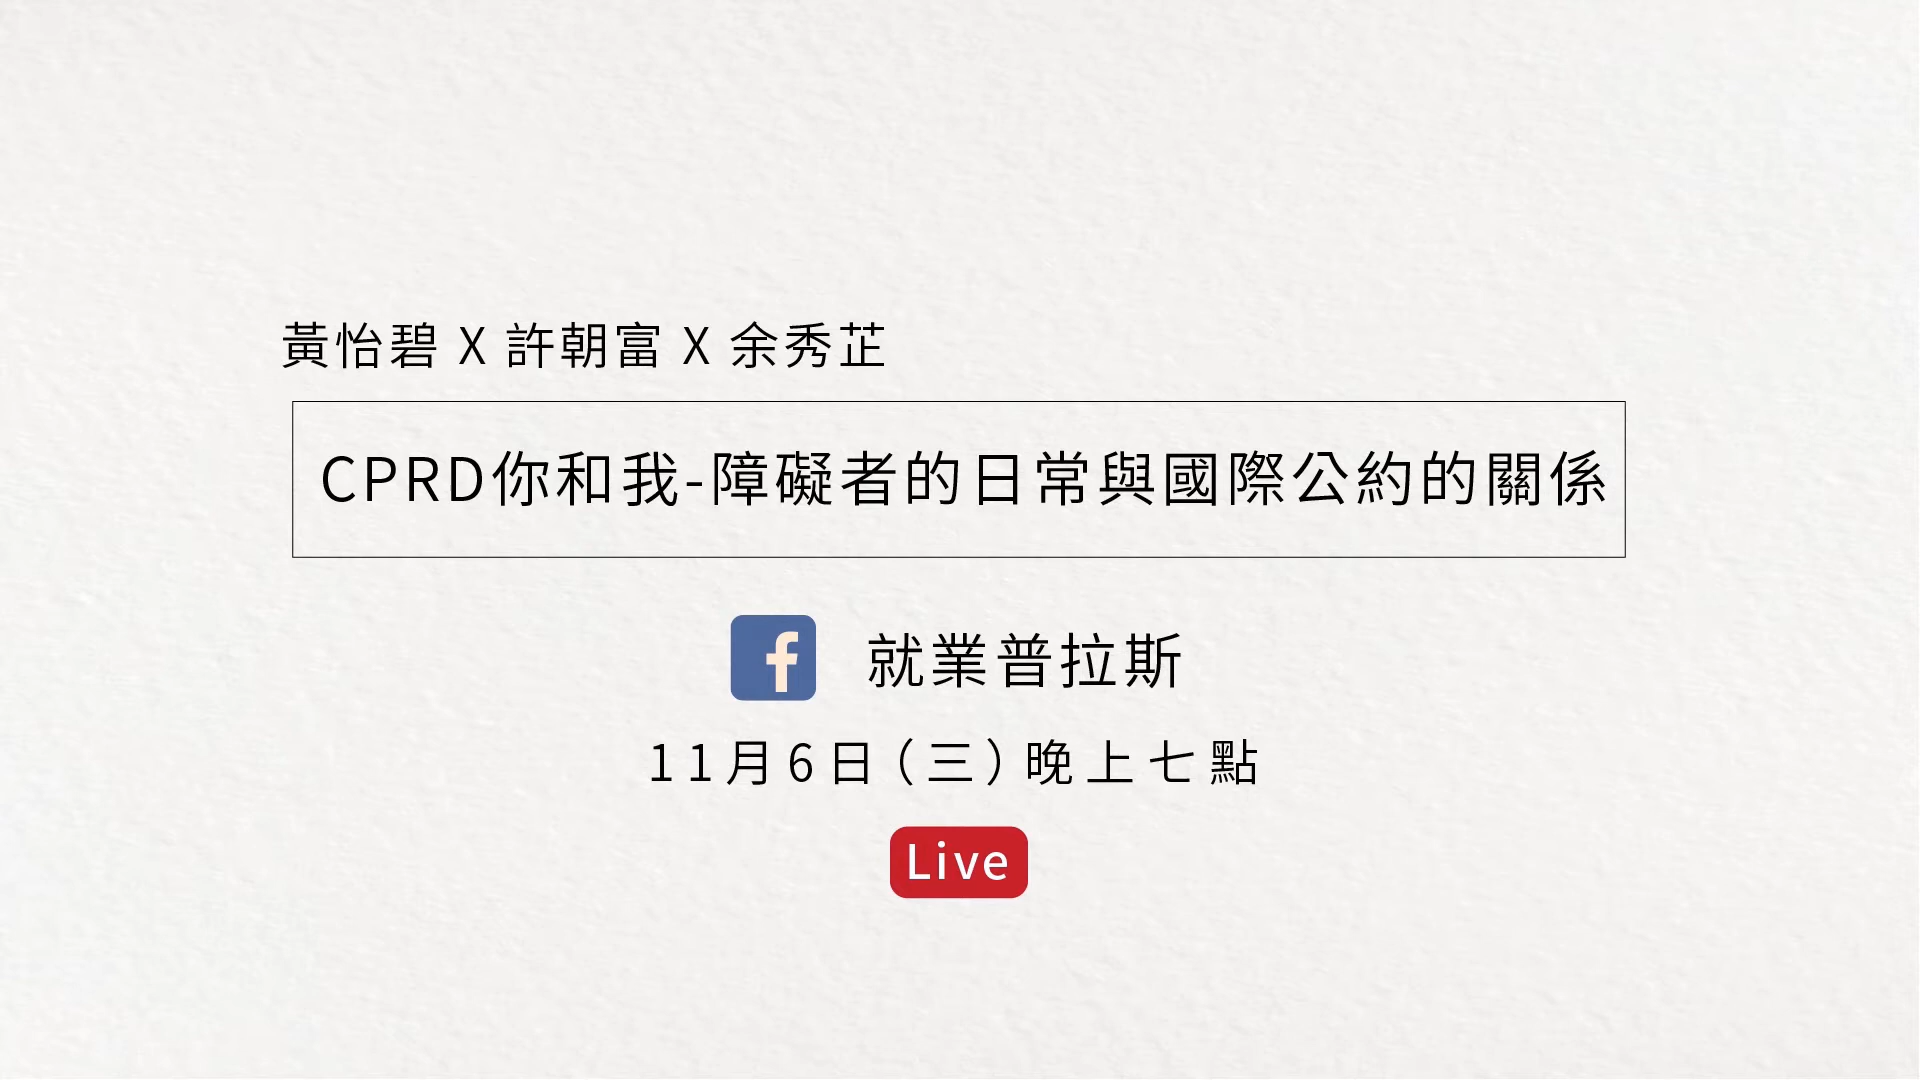 黃怡碧 X 許朝富 X 余秀芷
CPRD你和我-障礙者的日常與國際公約的關係
f 就業普拉斯
11月6日(三)晚上七點
Live